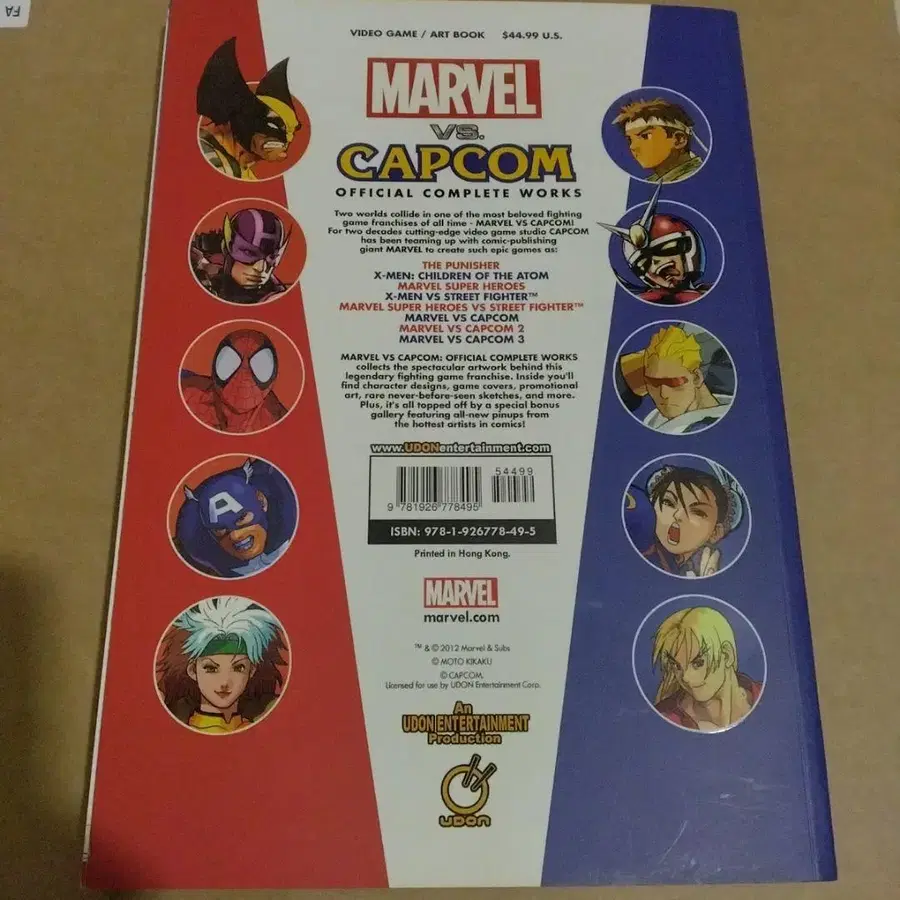 FA
VIDEO GAME / ART BOOK $44.99 U.S.
MARVEL
VS.
CAPCOM
OFFICIAL COMPLETE WORKS
Two worlds collide in one of the most beloved fighting
game franchises of all time - MARVEL VS CAPCOM!
For two decades cutting-edge video game studio CAPCOM
has been teaming up with comic-publishing
giant MARVEL to create such epic games as:
THE PUNISHER
X-MEN: CHILDREN OF THE ATOM
MARVEL SUPER HEROES
X-MEN VS STREET FIGHTER™
MARVEL SUPER HEROES VS STREET FIGHTER™
MARVEL VS CAPCOM
MARVEL VS CAPCOM 2
MARVEL VS CAPCOM 3
MARVEL VS CAPCOM: OFFICIAL COMPLETE WORKS
collects the spectacular artwork behind this
legendary fighting game franchise. Inside you'll
find character designs, game covers, promotional
art, rare never-before-seen sketches, and more.
Plus, it's all topped off by a special bonus
gallery featuring all-new pinups from
the hottest artists in comics!
www.UDONentertainment.com
54499
9 781926 778495
ISBN: 978-1-926778-49-5
Printed in Hong Kong.
MARVEL
marvel.com
™ & © 2012 Marvel & Subs
© MOTO KIKAKU
© CAPCOM.
Licensed for use by UDON Entertainment Corp.
An
UDON ENTERTAINMENT
Production
UDON
A